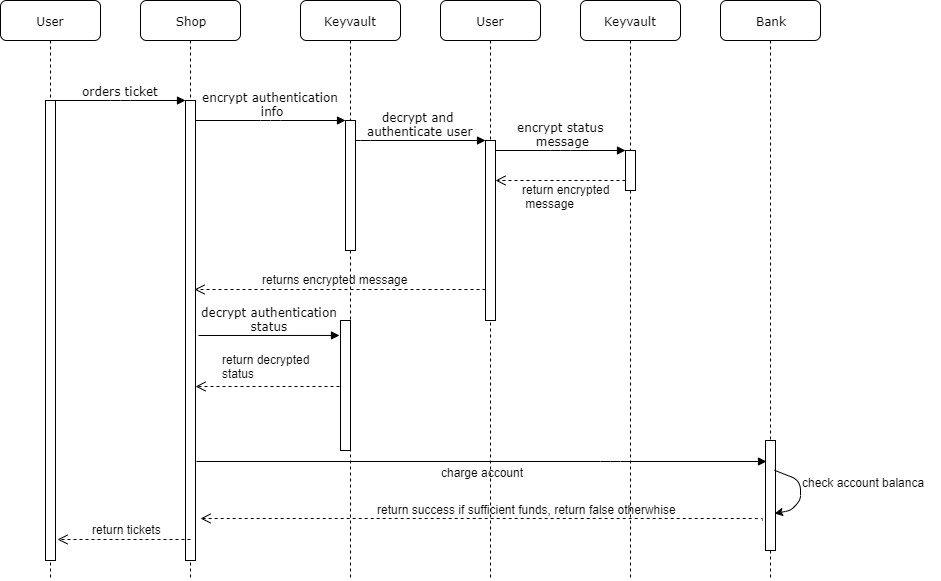 User
Shop
Keyvault
User
Keyvault
Bank
orders ticket
encrypt authentication
info
decrypt and
authenticate user
encrypt status
message
return encrypted
message
returns encrypted message
decrypt authentication
status
return decrypted
status
charge account
check account balanca
return success if sufficient funds, return false otherwhise
return tickets